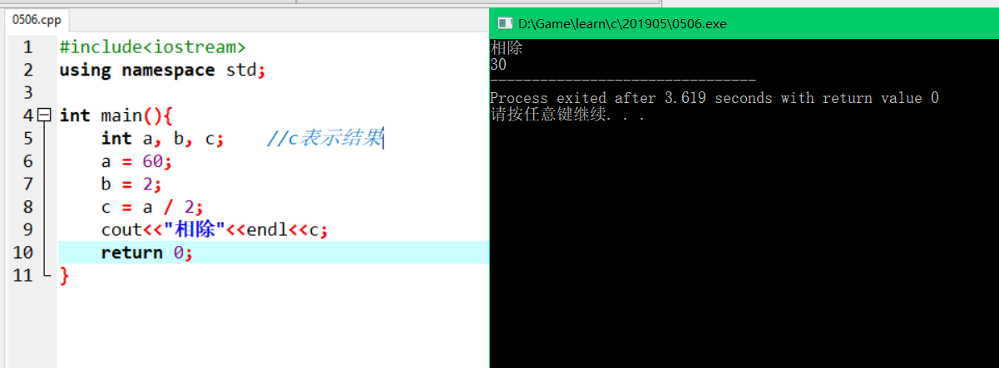 0506.cpp
1 #include<iostream>
2 using namespace std;
3
4 int main(){
5 int a, b, c; //c表示结果
6 a = 60;
7 b = 2;
8 c = a / 2;
9 cout<<"相除"<<endl<<c;
10 return 0;
11 }
D:\Game\learn\c\201905\0506.exe
相除
30
--------------------------------
Process exited after 3.619 seconds with return value 0
请按任意键继续. . .